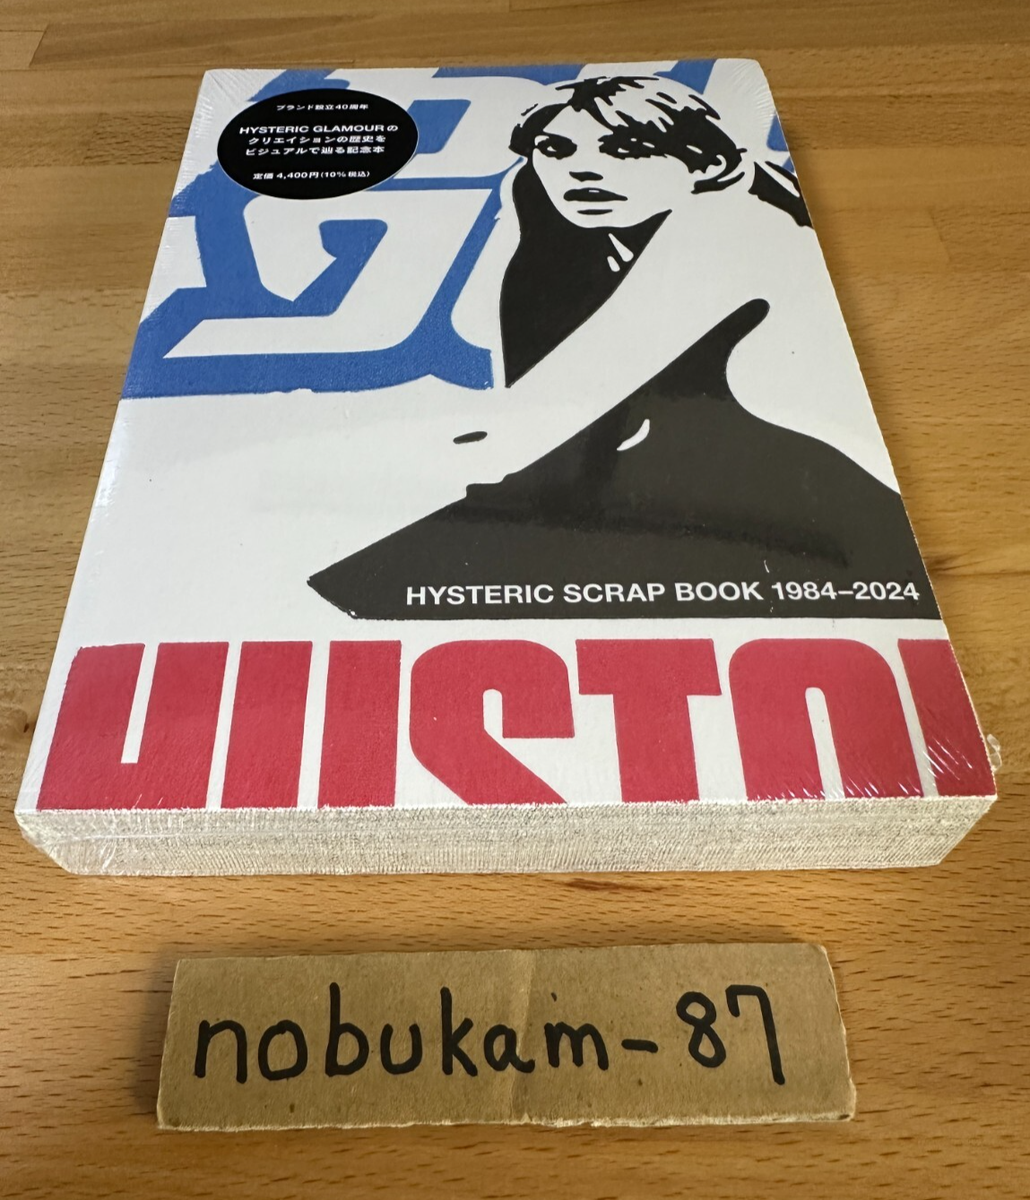 ブランド設立40周年
HYSTERIC GLAMOURの
クリエイションの歴史を
ビジュアルで辿る記念本
定価 4,400円(10%税込)
HYSTERIC SCRAP BOOK 1984–2024
HISTO
nobukam-87